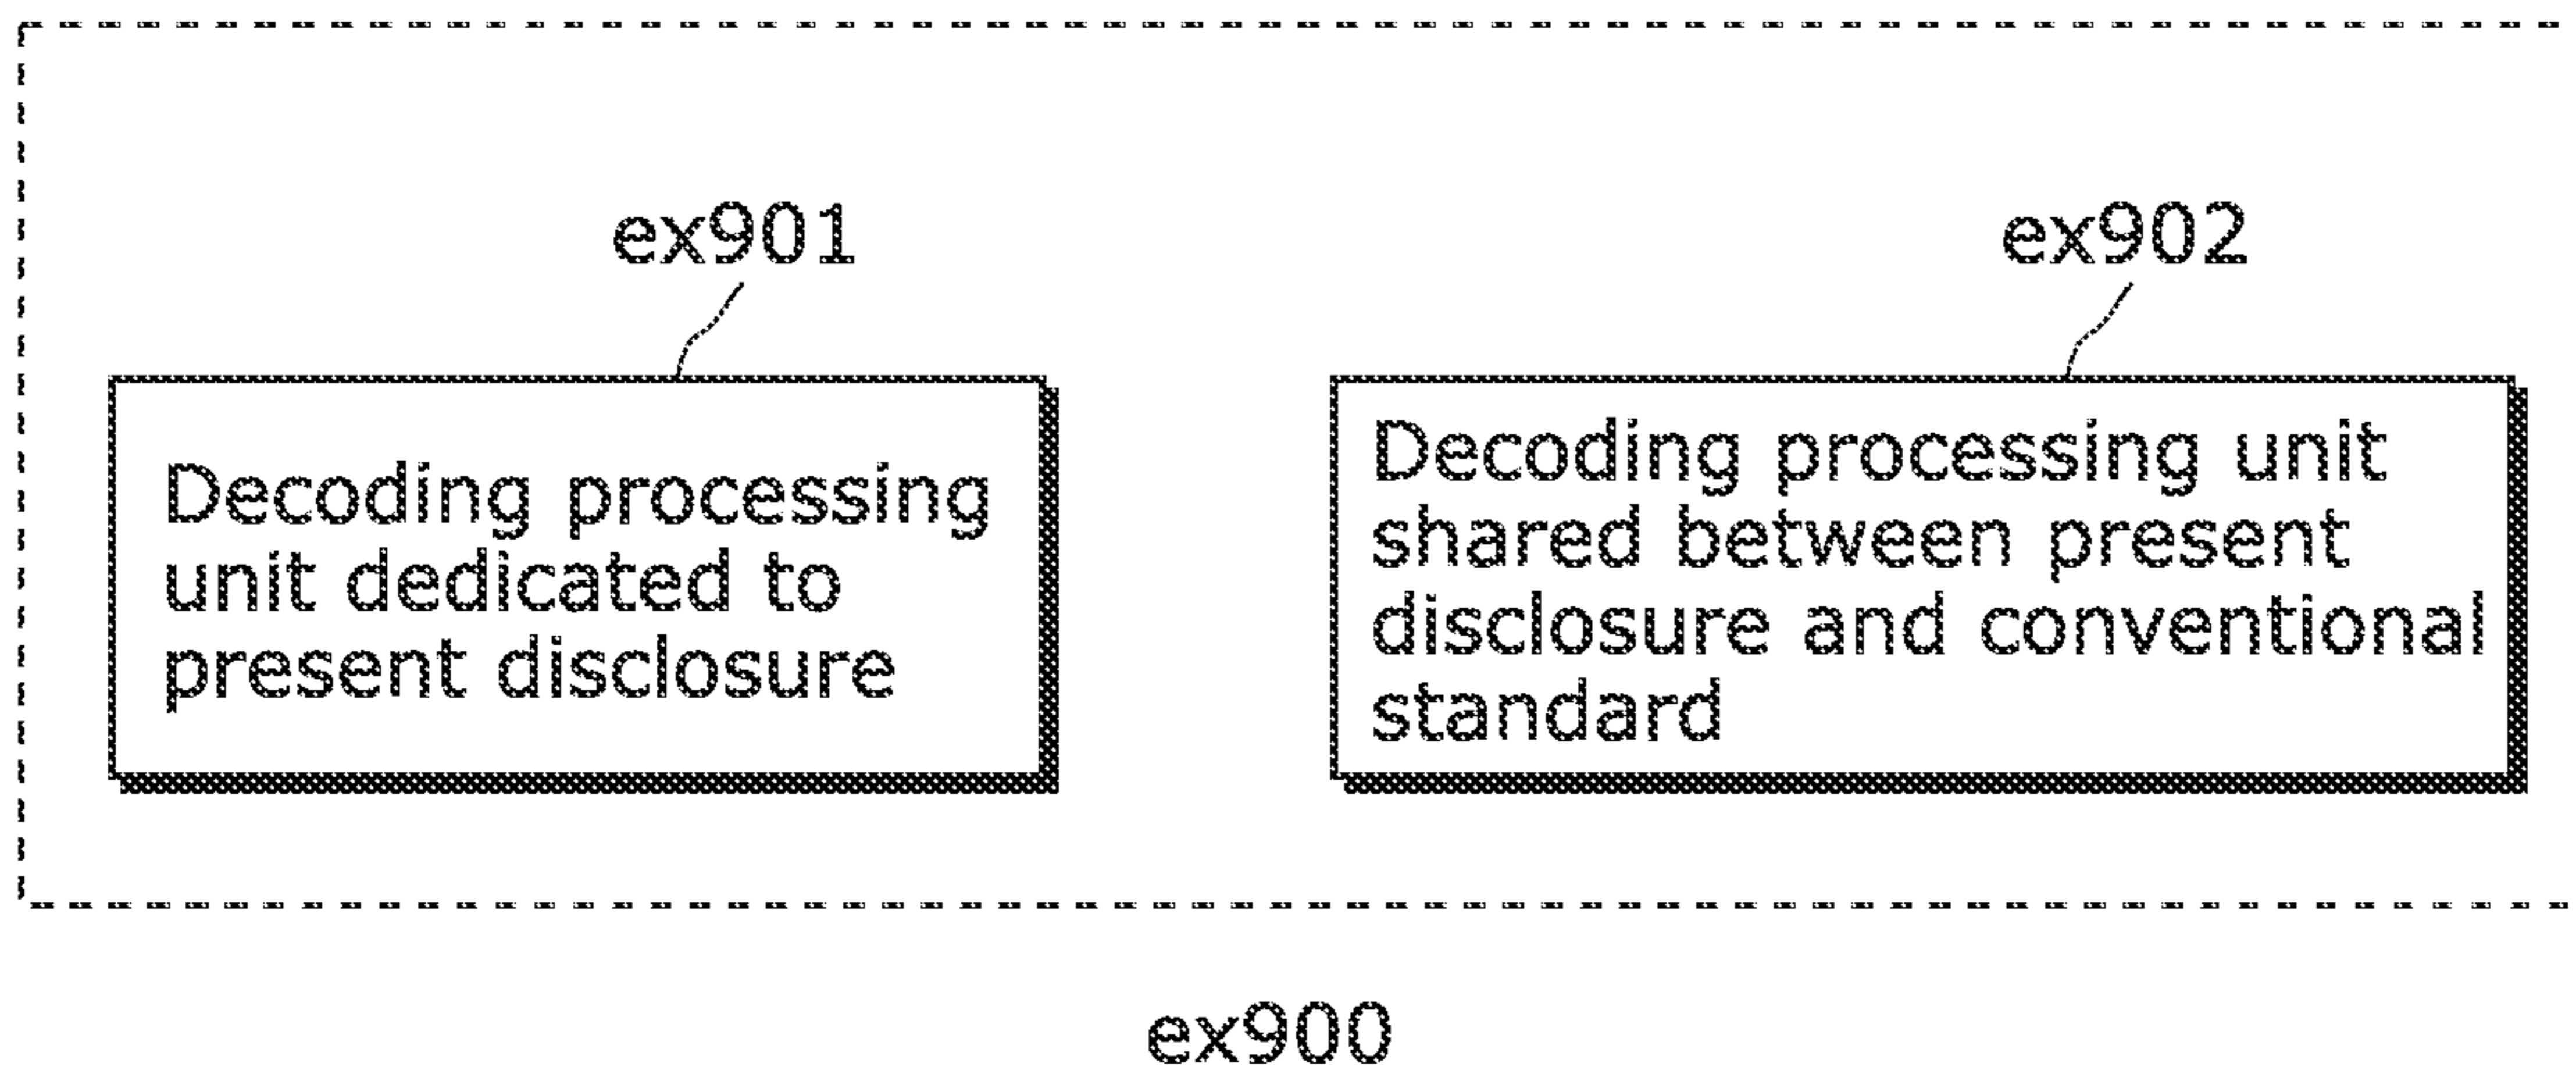 ex901
ex902
Decoding processing
unit dedicated to
present disclosure
Decoding processing unit
shared between present
disclosure and conventional
standard
ex900